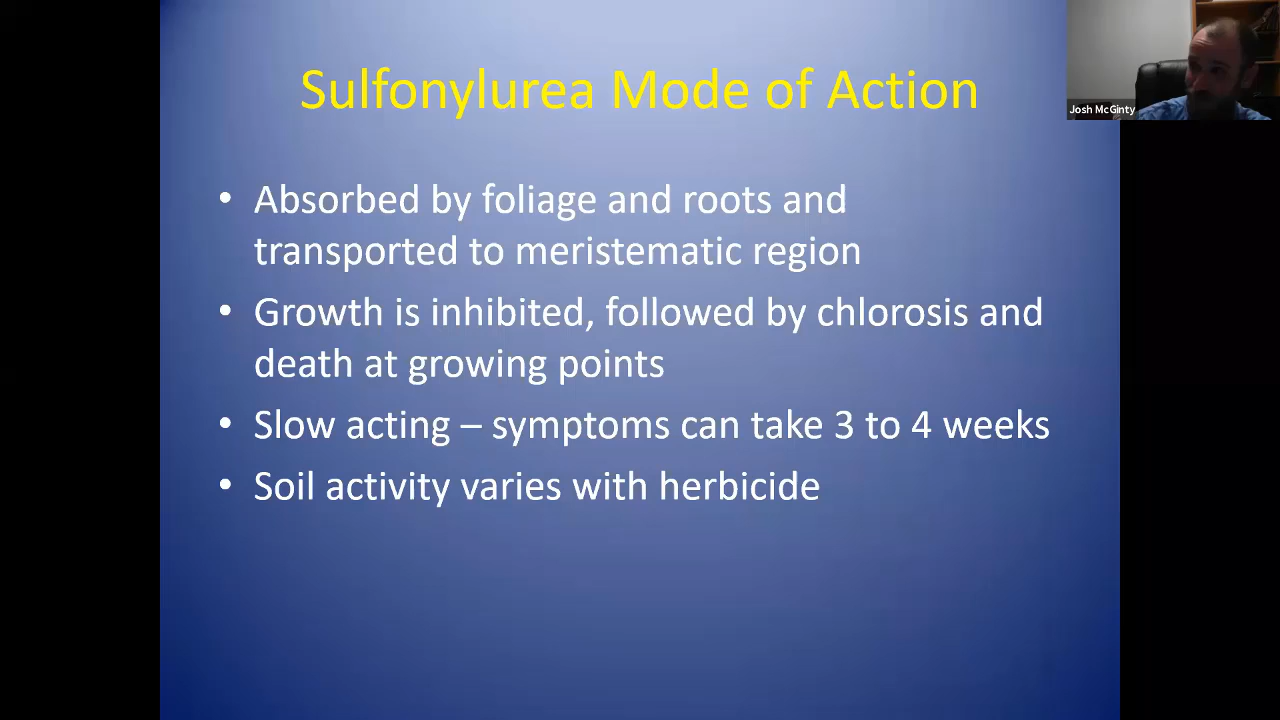 Sulfonylurea Mode of Action
Josh McGinty
• Absorbed by foliage and roots and
transported to meristematic region
• Growth is inhibited, followed by chlorosis and
death at growing points
• Slow acting – symptoms can take 3 to 4 weeks
• Soil activity varies with herbicide